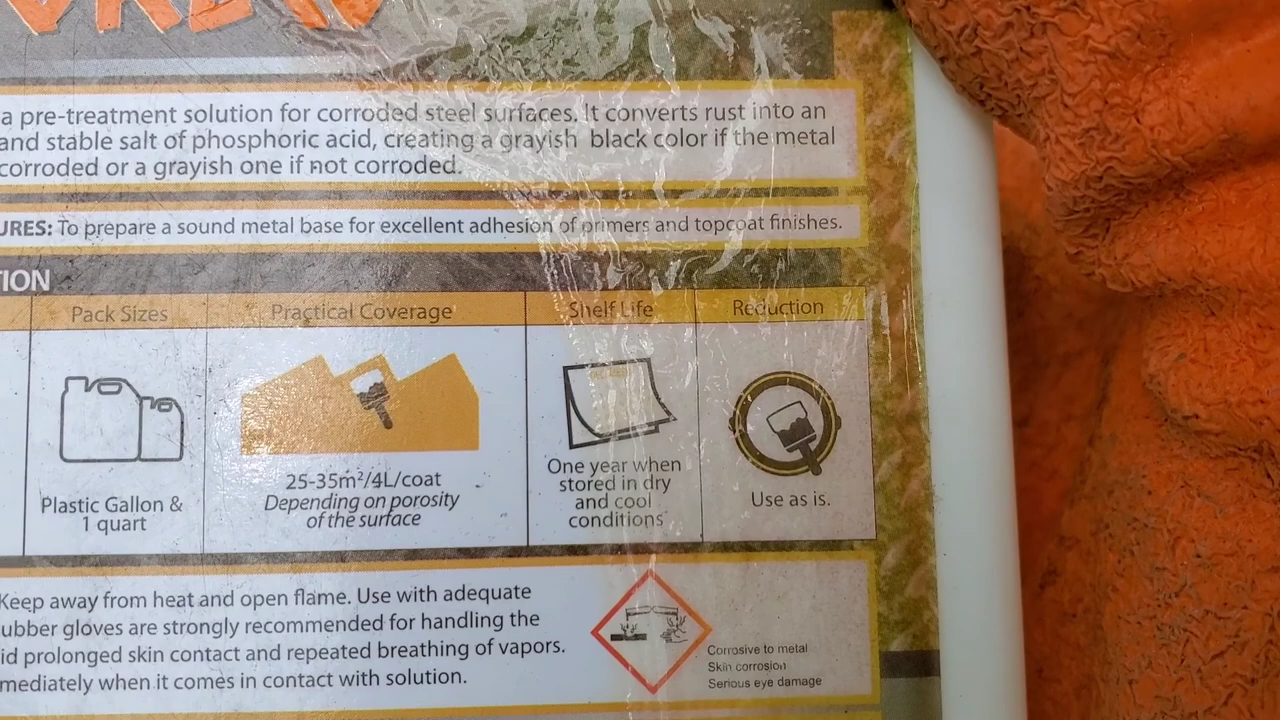 a pre-treatment solution for corroded steel surfaces. It converts rust into an
and stable salt of phosphoric acid, creating a grayish black color if the metal
corroded or a grayish one if not corroded.
URES: To prepare a sound metal base for excellent adhesion of primers and topcoat finishes.
TION
Pack Sizes
Practical Coverage
Shelf Life
Reduction
Plastic Gallon &
1 quart
25-35m²/4L/coat
Depending on porosity
of the surface
One year when
stored in dry
and cool
conditions
Use as is.
Keep away from heat and open flame. Use with adequate
ubber gloves are strongly recommended for handling the
id prolonged skin contact and repeated breathing of vapors.
mediately when it comes in contact with solution.
Corrosive to metal
Skin corrosion
Serious eye damage